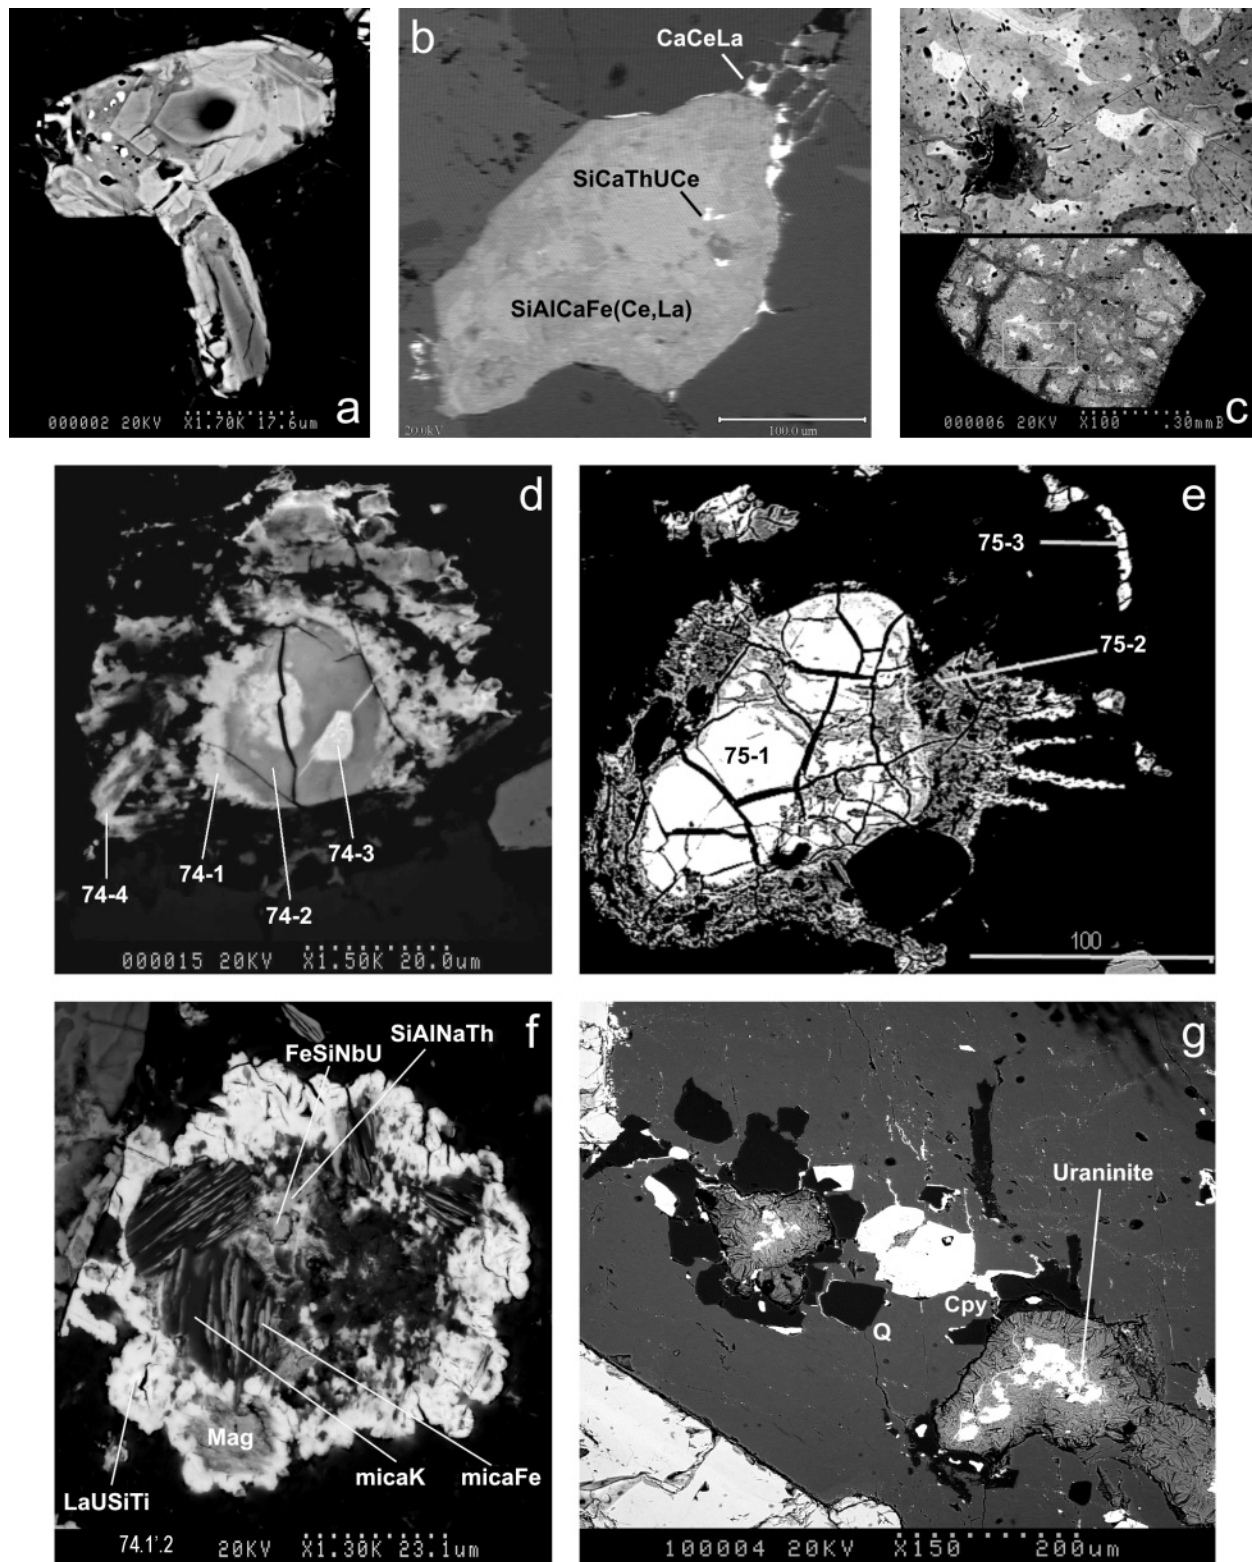 a
000002 20KV X1.70K 17.6um
b
CaCeLa
SiCaThUCe
SiAlCaFe(Ce,La)
20.0kV
100.0 um
c
000006 20KV X100 .30mmB
d
74-4
74-1
74-2
74-3
000015 20KV X1.50K 20.0um
e
75-3
75-2
75-1
100
f
FeSiNbU
SiAlNaTh
Mag
LaUSiTi
micaK
micaFe
74.1'.2 20KV X1.30K 23.1um
g
Uraninite
Cpy
Q
100004 20KV X150 200um